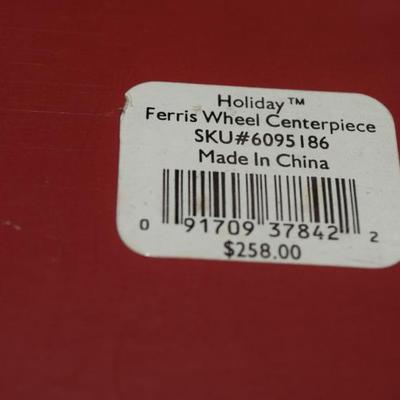 Holiday™
Ferris Wheel Centerpiece
SKU#6095186
Made In China
0 91709 37842 2
$258.00